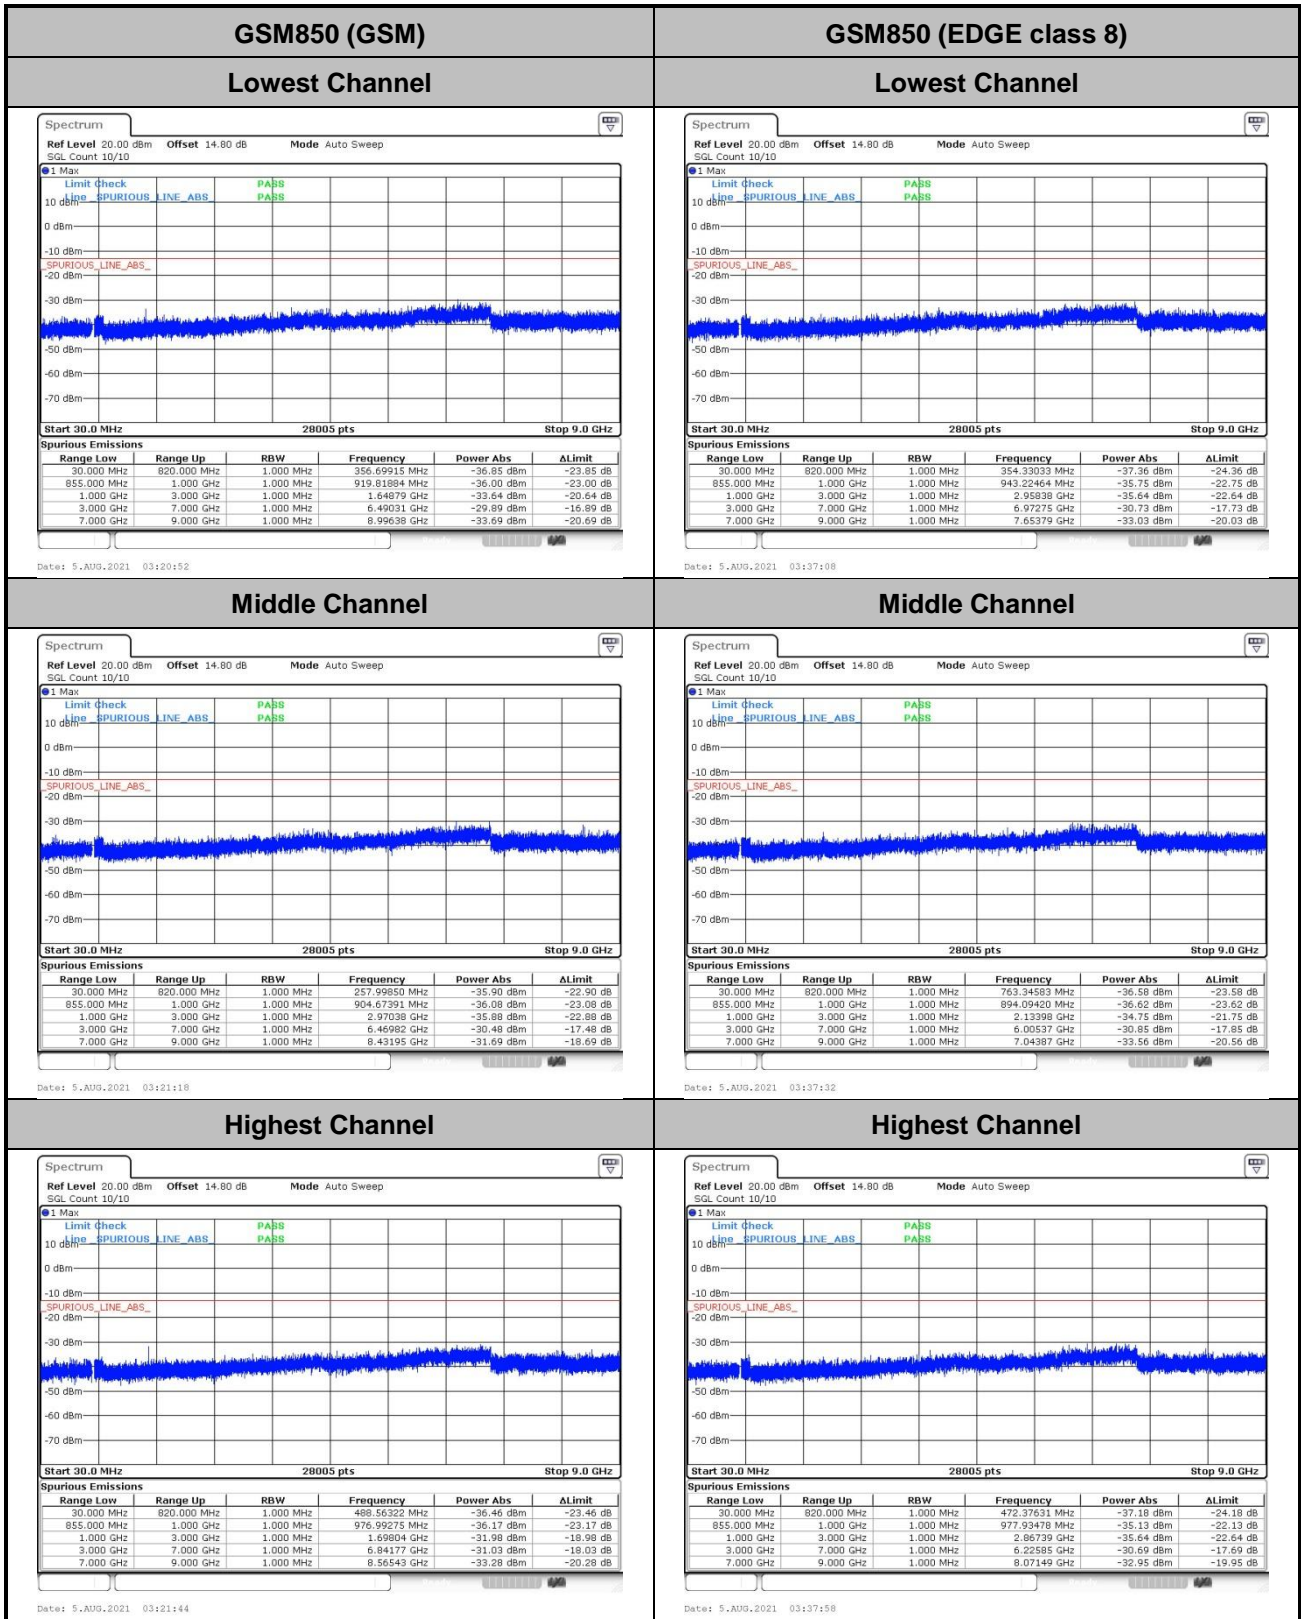 GSM850 (GSM)
GSM850 (EDGE class 8)
Lowest Channel
Lowest Channel
Spectrum
Ref Level 20.00 dBm Offset 14.80 dB Mode Auto Sweep
SGL Count 10/10
1 Max
Limit Check PASS
10 dBm Line _SPURIOUS_LINE_ABS_ PASS
0 dBm
-10 dBm
_SPURIOUS_LINE_ABS_
-20 dBm
-30 dBm
-50 dBm
-60 dBm
-70 dBm
Start 30.0 MHz 28005 pts Stop 9.0 GHz
Spurious Emissions
Range Low Range Up RBW Frequency Power Abs ΔLimit
30.000 MHz 820.000 MHz 1.000 MHz 356.69915 MHz -36.85 dBm -23.85 dB
855.000 MHz 1.000 GHz 1.000 MHz 919.81884 MHz -36.00 dBm -23.00 dB
1.000 GHz 3.000 GHz 1.000 MHz 1.64879 GHz -33.64 dBm -20.64 dB
3.000 GHz 7.000 GHz 1.000 MHz 6.49031 GHz -29.89 dBm -16.89 dB
7.000 GHz 9.000 GHz 1.000 MHz 8.99638 GHz -33.69 dBm -20.69 dB
Date: 5.AUG.2021 03:20:52
Spectrum
Ref Level 20.00 dBm Offset 14.80 dB Mode Auto Sweep
SGL Count 10/10
1 Max
Limit Check PASS
10 dBm Line _SPURIOUS_LINE_ABS_ PASS
0 dBm
-10 dBm
_SPURIOUS_LINE_ABS_
-20 dBm
-30 dBm
-50 dBm
-60 dBm
-70 dBm
Start 30.0 MHz 28005 pts Stop 9.0 GHz
Spurious Emissions
Range Low Range Up RBW Frequency Power Abs ΔLimit
30.000 MHz 820.000 MHz 1.000 MHz 354.33033 MHz -37.36 dBm -24.36 dB
855.000 MHz 1.000 GHz 1.000 MHz 943.22464 MHz -35.75 dBm -22.75 dB
1.000 GHz 3.000 GHz 1.000 MHz 2.95838 GHz -35.64 dBm -22.64 dB
3.000 GHz 7.000 GHz 1.000 MHz 6.97275 GHz -30.73 dBm -17.73 dB
7.000 GHz 9.000 GHz 1.000 MHz 7.65379 GHz -33.03 dBm -20.03 dB
Date: 5.AUG.2021 03:37:08
Middle Channel
Middle Channel
Spectrum
Ref Level 20.00 dBm Offset 14.80 dB Mode Auto Sweep
SGL Count 10/10
1 Max
Limit Check PASS
10 dBm Line _SPURIOUS_LINE_ABS_ PASS
0 dBm
-10 dBm
_SPURIOUS_LINE_ABS_
-20 dBm
-30 dBm
-50 dBm
-60 dBm
-70 dBm
Start 30.0 MHz 28005 pts Stop 9.0 GHz
Spurious Emissions
Range Low Range Up RBW Frequency Power Abs ΔLimit
30.000 MHz 820.000 MHz 1.000 MHz 257.99850 MHz -35.90 dBm -22.90 dB
855.000 MHz 1.000 GHz 1.000 MHz 904.67391 MHz -36.08 dBm -23.08 dB
1.000 GHz 3.000 GHz 1.000 MHz 2.97038 GHz -35.88 dBm -22.88 dB
3.000 GHz 7.000 GHz 1.000 MHz 6.46982 GHz -30.48 dBm -17.48 dB
7.000 GHz 9.000 GHz 1.000 MHz 8.43195 GHz -31.69 dBm -18.69 dB
Date: 5.AUG.2021 03:21:18
Spectrum
Ref Level 20.00 dBm Offset 14.80 dB Mode Auto Sweep
SGL Count 10/10
1 Max
Limit Check PASS
10 dBm Line _SPURIOUS_LINE_ABS_ PASS
0 dBm
-10 dBm
_SPURIOUS_LINE_ABS_
-20 dBm
-30 dBm
-50 dBm
-60 dBm
-70 dBm
Start 30.0 MHz 28005 pts Stop 9.0 GHz
Spurious Emissions
Range Low Range Up RBW Frequency Power Abs ΔLimit
30.000 MHz 820.000 MHz 1.000 MHz 763.34583 MHz -36.58 dBm -23.58 dB
855.000 MHz 1.000 GHz 1.000 MHz 894.09420 MHz -36.62 dBm -23.62 dB
1.000 GHz 3.000 GHz 1.000 MHz 2.13398 GHz -34.75 dBm -21.75 dB
3.000 GHz 7.000 GHz 1.000 MHz 6.00537 GHz -30.85 dBm -17.85 dB
7.000 GHz 9.000 GHz 1.000 MHz 7.04387 GHz -33.56 dBm -20.56 dB
Date: 5.AUG.2021 03:37:32
Highest Channel
Highest Channel
Spectrum
Ref Level 20.00 dBm Offset 14.80 dB Mode Auto Sweep
SGL Count 10/10
1 Max
Limit Check PASS
10 dBm Line _SPURIOUS_LINE_ABS_ PASS
0 dBm
-10 dBm
_SPURIOUS_LINE_ABS_
-20 dBm
-30 dBm
-50 dBm
-60 dBm
-70 dBm
Start 30.0 MHz 28005 pts Stop 9.0 GHz
Spurious Emissions
Range Low Range Up RBW Frequency Power Abs ΔLimit
30.000 MHz 820.000 MHz 1.000 MHz 488.56322 MHz -36.46 dBm -23.46 dB
855.000 MHz 1.000 GHz 1.000 MHz 976.99275 MHz -36.17 dBm -23.17 dB
1.000 GHz 3.000 GHz 1.000 MHz 1.69804 GHz -31.98 dBm -18.98 dB
3.000 GHz 7.000 GHz 1.000 MHz 6.84177 GHz -31.03 dBm -18.03 dB
7.000 GHz 9.000 GHz 1.000 MHz 8.56543 GHz -33.28 dBm -20.28 dB
Date: 5.AUG.2021 03:21:44
Spectrum
Ref Level 20.00 dBm Offset 14.80 dB Mode Auto Sweep
SGL Count 10/10
1 Max
Limit Check PASS
10 dBm Line _SPURIOUS_LINE_ABS_ PASS
0 dBm
-10 dBm
_SPURIOUS_LINE_ABS_
-20 dBm
-30 dBm
-50 dBm
-60 dBm
-70 dBm
Start 30.0 MHz 28005 pts Stop 9.0 GHz
Spurious Emissions
Range Low Range Up RBW Frequency Power Abs ΔLimit
30.000 MHz 820.000 MHz 1.000 MHz 472.37631 MHz -37.18 dBm -24.18 dB
855.000 MHz 1.000 GHz 1.000 MHz 977.93478 MHz -35.13 dBm -22.13 dB
1.000 GHz 3.000 GHz 1.000 MHz 2.86739 GHz -35.64 dBm -22.64 dB
3.000 GHz 7.000 GHz 1.000 MHz 6.22585 GHz -30.69 dBm -17.69 dB
7.000 GHz 9.000 GHz 1.000 MHz 8.07149 GHz -32.95 dBm -19.95 dB
Date: 5.AUG.2021 03:37:58